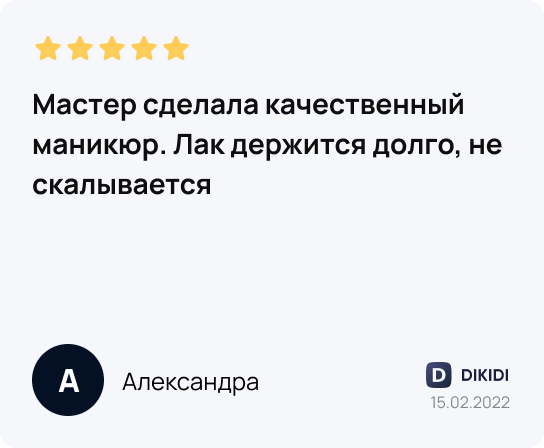 Мастер сделала качественный
маникюр. Лак держится долго, не
скалывается
A
Александра
D DIKIDI
15.02.2022